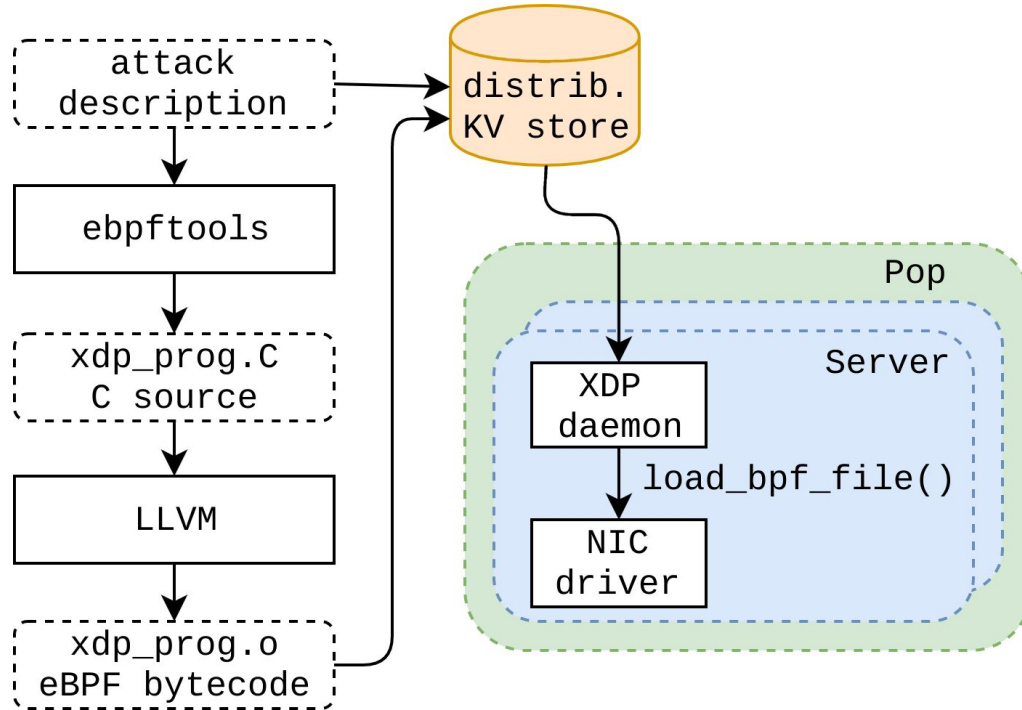 attack
description
ebpftools
xdp_prog.C
C source
LLVM
xdp_prog.o
eBPF bytecode
distrib.
KV store
Pop
Server
XDP
daemon
load_bpf_file()
NIC
driver